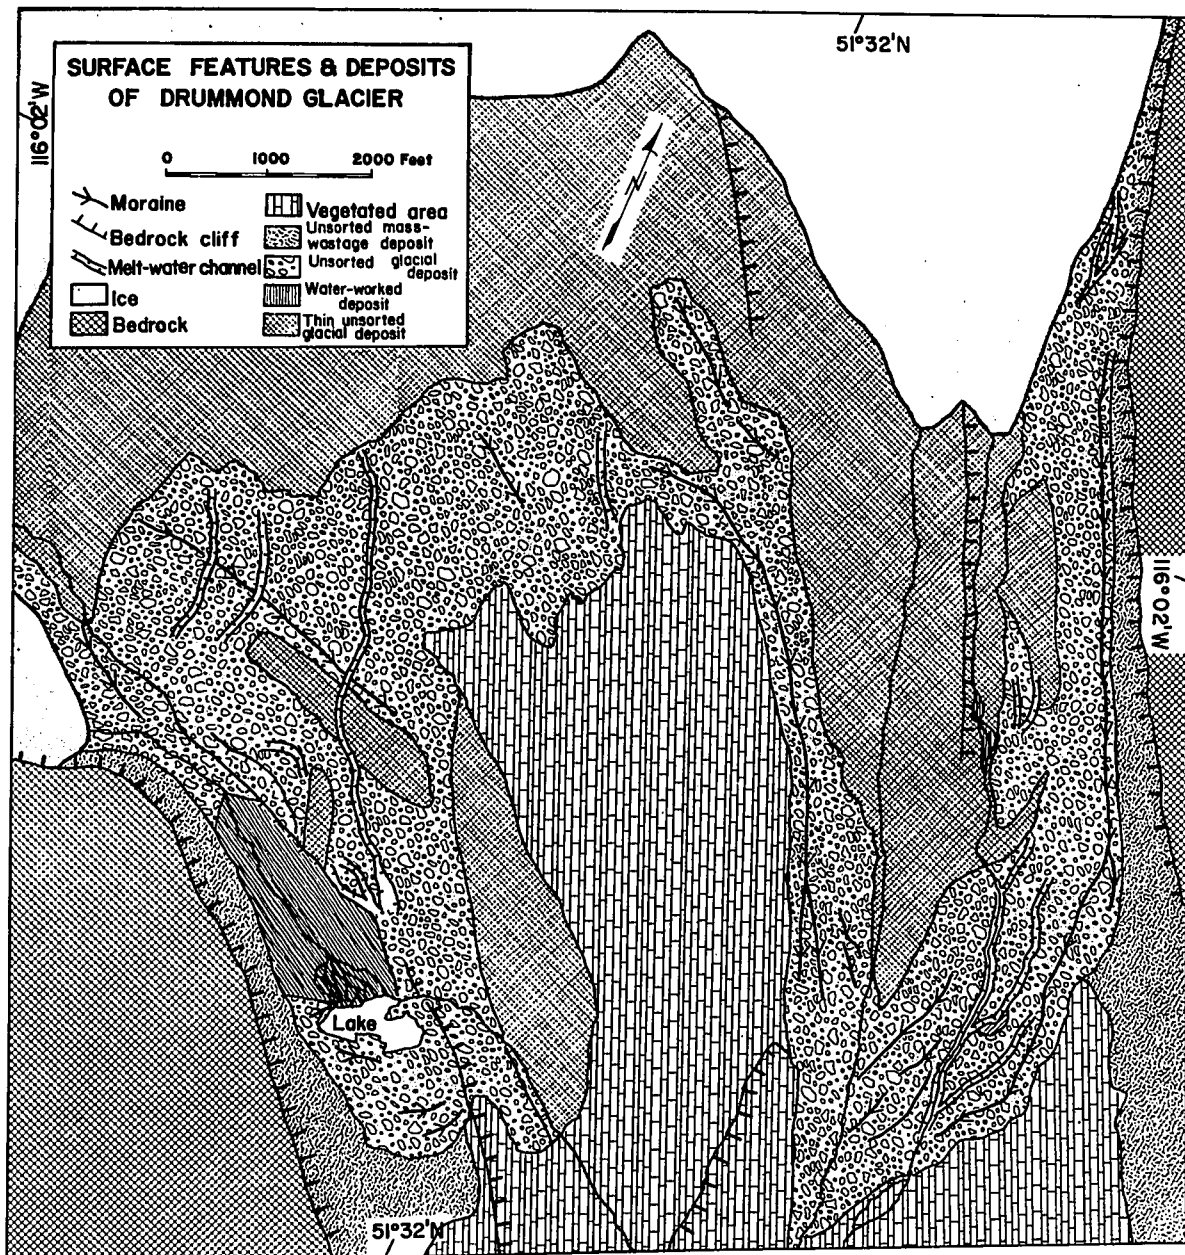 SURFACE FEATURES & DEPOSITS
OF DRUMMOND GLACIER
0 1000 2000 Feet
Moraine
Bedrock cliff
Melt-water channel
Ice
Bedrock
Vegetated area
Unsorted mass-
wastage deposit
Unsorted glacial
deposit
Water-worked
deposit
Thin unsorted
glacial deposit
51°32'N
116°02'W
N
116°02'W
Lake
51°32'N